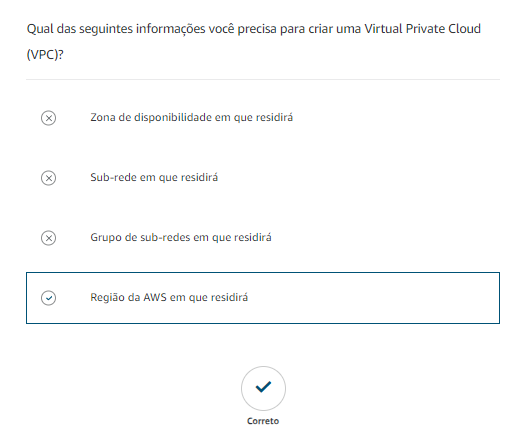 Qual das seguintes informações você precisa para criar uma Virtual Private Cloud
(VPC)?
Zona de disponibilidade em que residirá
Sub-rede em que residirá
Grupo de sub-redes em que residirá
Região da AWS em que residirá
Correto